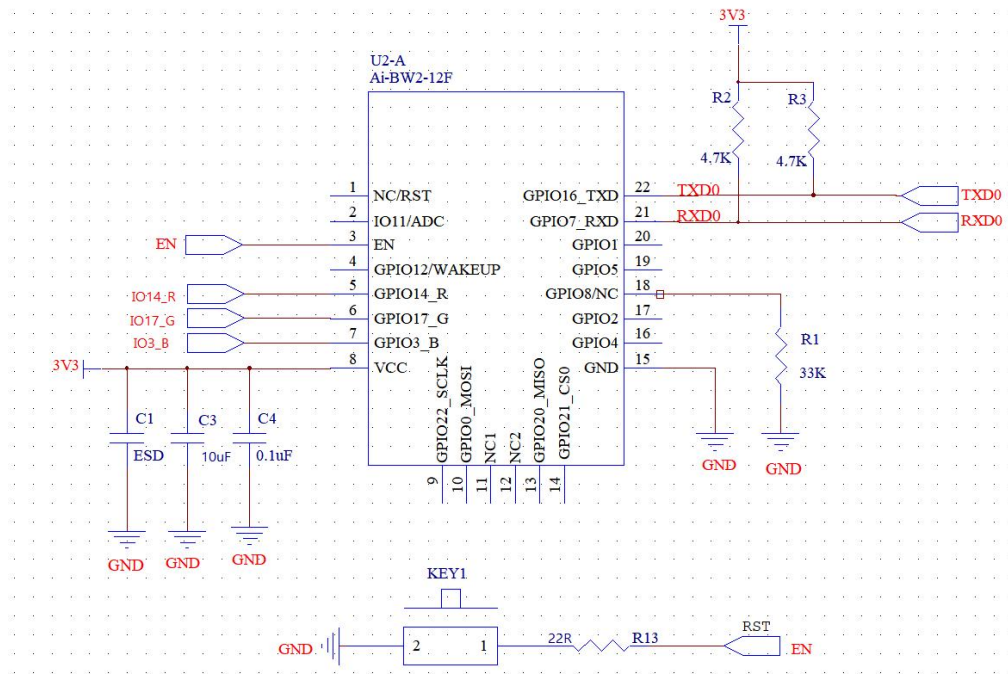 3V3
U2-A
Ai-BW2-12F
R2
R3
4.7K
4.7K
1
NC/RST
GPIO16_TXD
22
TXD0
TXD0
2
IO11/ADC
GPIO7_RXD
21
RXD0
RXD0
EN
3
EN
GPIO1
20
4
GPIO12/WAKEUP
GPIO5
19
IO14_R
5
GPIO14_R
GPIO8/NC
18
IO17_G
6
GPIO17_G
GPIO2
17
IO3_B
7
GPIO3_B
GPIO4
16
3V3
8
VCC
GND
15
R1
33K
GPIO22_SCLK
GPIO0_MOSI
NC1
NC2
GPIO20_MISO
GPIO21_CS0
9
10
11
12
13
14
C1
ESD
C3
10uF
C4
0.1uF
GND
GND
GND
GND
GND
KEY1
GND
2
1
22R
R13
RST
EN